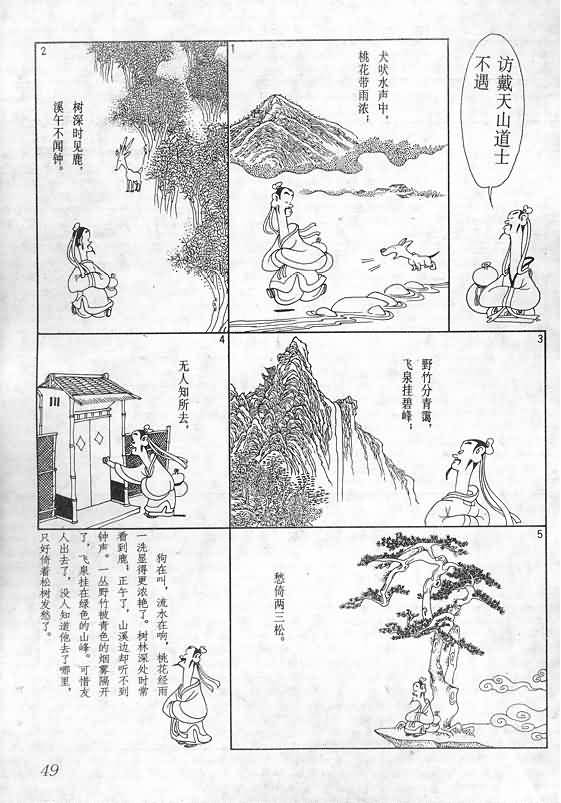 访戴天山道士
不遇
1
犬吠水声中，
桃花带雨浓；
2
树深时见鹿，
溪午不闻钟。
3
野竹分青霭，
飞泉挂碧峰；
4
无人知所去，
5
愁倚两三松。
狗在叫，流水在响，桃花经雨
一洗显得更浓艳了。树林深处时常
看到鹿；正午了，山溪边却听不到
钟声。一丛野竹被青色的烟雾隔开
了，飞泉挂在绿色的山峰。可惜友
人出去了，没人知道他去了哪里，
只好倚着松树发愁了。
49